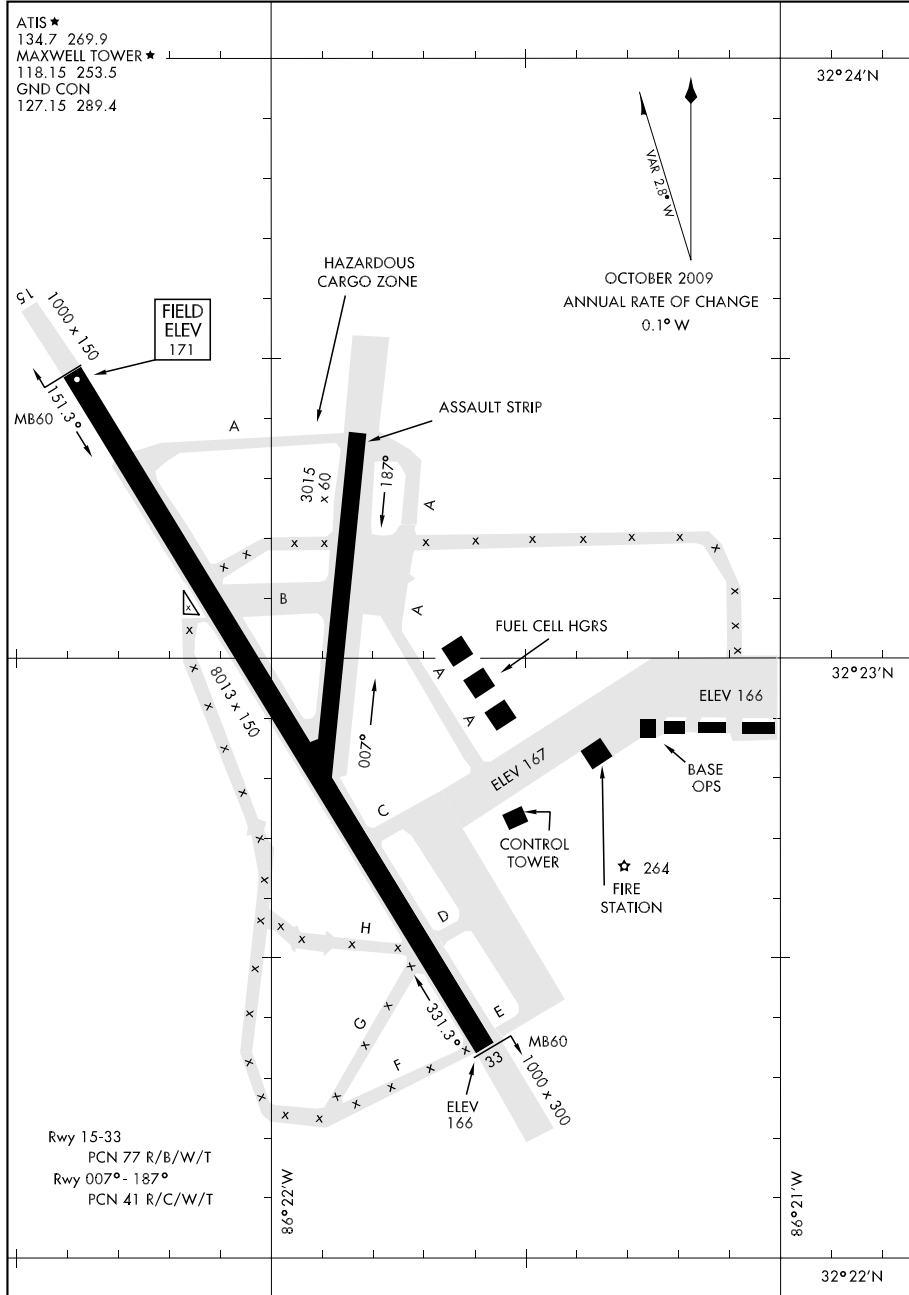 ATIS ★
134.7 269.9
MAXWELL TOWER ★
118.15 253.5
GND CON
127.15 289.4
32°24'N
VAR 2.8° W
OCTOBER 2009
ANNUAL RATE OF CHANGE
0.1° W
HAZARDOUS
CARGO ZONE
15
1000 x 150
FIELD
ELEV
171
MB60
151.3°
A
ASSAULT STRIP
3015
x 60
187°
A
x x x x x x x x x x x
x
B
A
FUEL CELL HGRS
A
A
32°23'N
8013 x 150
007°
ELEV 166
ELEV 167
BASE
OPS
C
CONTROL
TOWER
264
FIRE
STATION
D
H
G
331.3°
E
F
33
MB60
1000 x 300
ELEV
166
Rwy 15-33
PCN 77 R/B/W/T
Rwy 007°- 187°
PCN 41 R/C/W/T
86°22'W
86°21'W
32°22'N